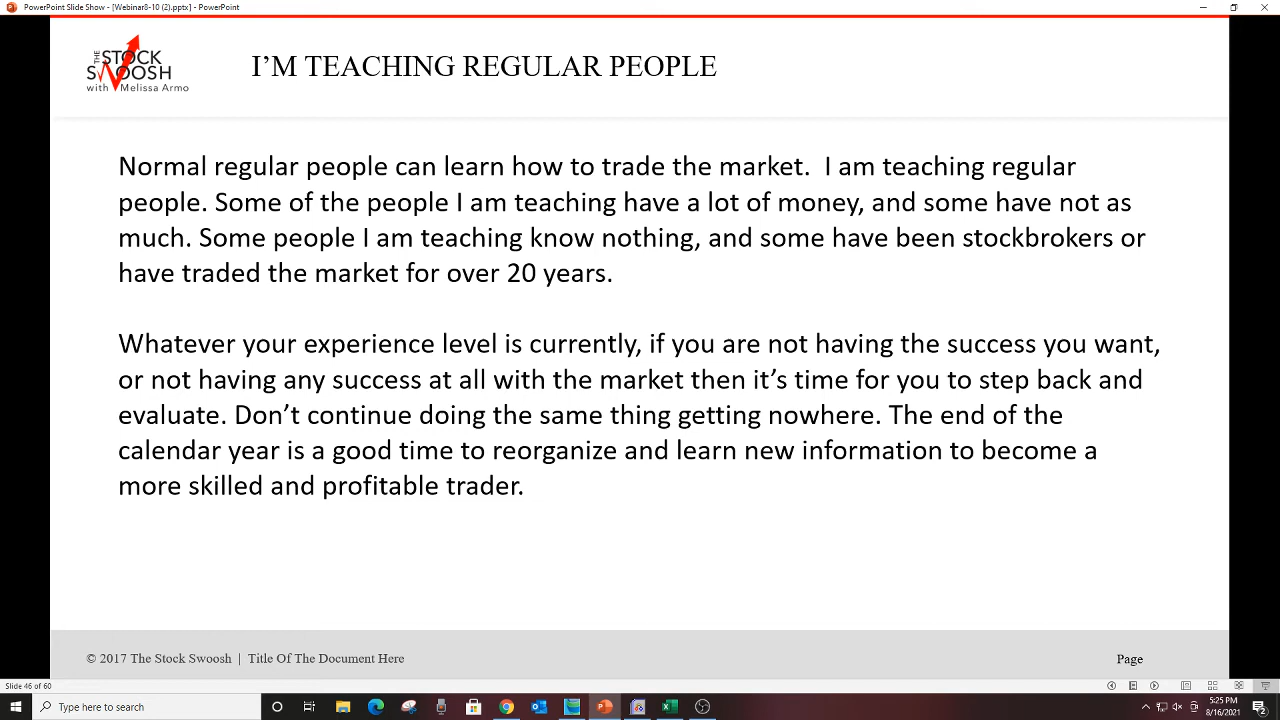 PowerPoint Slide Show - [Webinar8-10 (2).pptx] - PowerPoint
THE STOCK
SWOOSH
with Melissa Armo
I'M TEACHING REGULAR PEOPLE
Normal regular people can learn how to trade the market.  I am teaching regular
people. Some of the people I am teaching have a lot of money, and some have not as
much. Some people I am teaching know nothing, and some have been stockbrokers or
have traded the market for over 20 years.
Whatever your experience level is currently, if you are not having the success you want,
or not having any success at all with the market then it's time for you to step back and
evaluate. Don't continue doing the same thing getting nowhere. The end of the
calendar year is a good time to reorganize and learn new information to become a
more skilled and profitable trader.
© 2017 The Stock Swoosh | Title Of The Document Here
Page
Slide 46 of 60
Type here to search
5:25 PM
8/16/2021